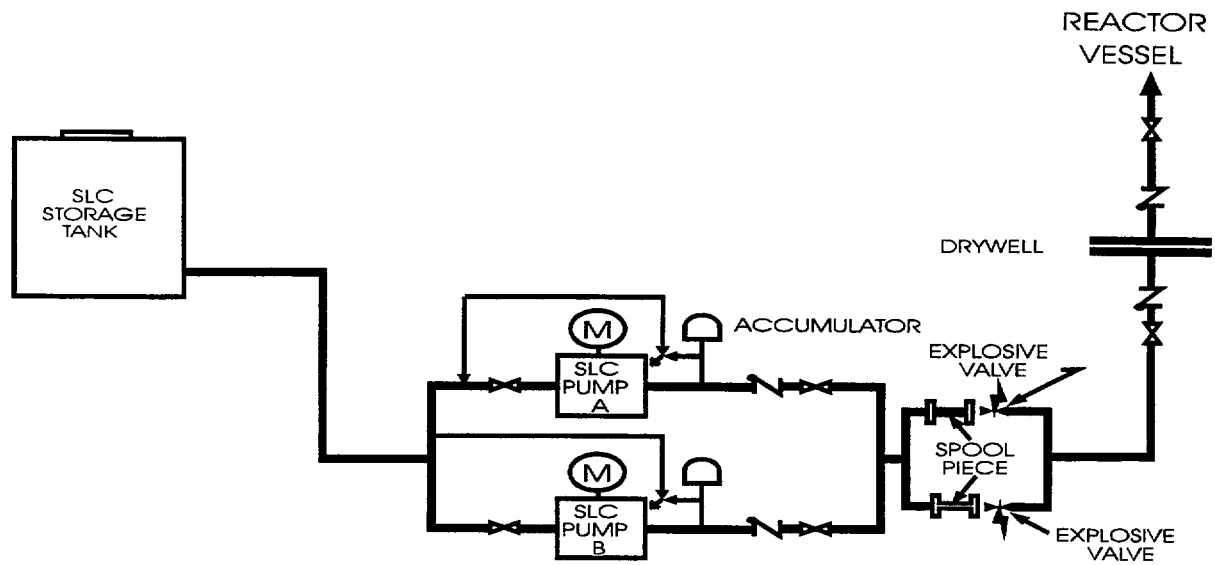 REACTOR
VESSEL
SLC
STORAGE
TANK
DRYWELL
ACCUMULATOR
M
SLC
PUMP
A
EXPLOSIVE
VALVE
SPOOL
PIECE
M
SLC
PUMP
B
EXPLOSIVE
VALVE